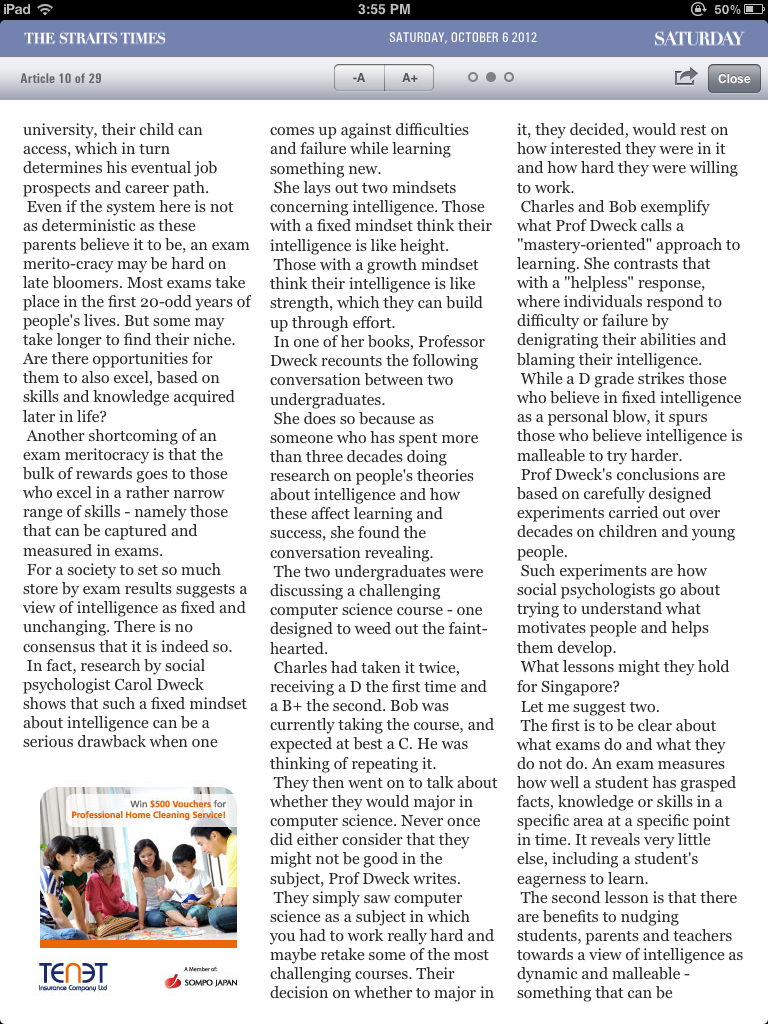 iPad
3:55 PM
50%
THE STRAITS TIMES
SATURDAY, OCTOBER 6 2012
SATURDAY
Article 10 of 29
-A
A+
Close
university, their child can
access, which in turn
determines his eventual job
prospects and career path.
Even if the system here is not
as deterministic as these
parents believe it to be, an exam
merito-cracy may be hard on
late bloomers. Most exams take
place in the first 20-odd years of
people's lives. But some may
take longer to find their niche.
Are there opportunities for
them to also excel, based on
skills and knowledge acquired
later in life?
Another shortcoming of an
exam meritocracy is that the
bulk of rewards goes to those
who excel in a rather narrow
range of skills - namely those
that can be captured and
measured in exams.
For a society to set so much
store by exam results suggests a
view of intelligence as fixed and
unchanging. There is no
consensus that it is indeed so.
In fact, research by social
psychologist Carol Dweck
shows that such a fixed mindset
about intelligence can be a
serious drawback when one
Win $500 Vouchers for
Professional Home Cleaning Service!
TENET
Insurance Company Ltd
A Member of:
SOMPO JAPAN
comes up against difficulties
and failure while learning
something new.
She lays out two mindsets
concerning intelligence. Those
with a fixed mindset think their
intelligence is like height.
Those with a growth mindset
think their intelligence is like
strength, which they can build
up through effort.
In one of her books, Professor
Dweck recounts the following
conversation between two
undergraduates.
She does so because as
someone who has spent more
than three decades doing
research on people's theories
about intelligence and how
these affect learning and
success, she found the
conversation revealing.
The two undergraduates were
discussing a challenging
computer science course - one
designed to weed out the faint-
hearted.
Charles had taken it twice,
receiving a D the first time and
a B+ the second. Bob was
currently taking the course, and
expected at best a C. He was
thinking of repeating it.
They then went on to talk about
whether they would major in
computer science. Never once
did either consider that they
might not be good in the
subject, Prof Dweck writes.
They simply saw computer
science as a subject in which
you had to work really hard and
maybe retake some of the most
challenging courses. Their
decision on whether to major in
it, they decided, would rest on
how interested they were in it
and how hard they were willing
to work.
Charles and Bob exemplify
what Prof Dweck calls a
"mastery-oriented" approach to
learning. She contrasts that
with a "helpless" response,
where individuals respond to
difficulty or failure by
denigrating their abilities and
blaming their intelligence.
While a D grade strikes those
who believe in fixed intelligence
as a personal blow, it spurs
those who believe intelligence is
malleable to try harder.
Prof Dweck's conclusions are
based on carefully designed
experiments carried out over
decades on children and young
people.
Such experiments are how
social psychologists go about
trying to understand what
motivates people and helps
them develop.
What lessons might they hold
for Singapore?
Let me suggest two.
The first is to be clear about
what exams do and what they
do not do. An exam measures
how well a student has grasped
facts, knowledge or skills in a
specific area at a specific point
in time. It reveals very little
else, including a student's
eagerness to learn.
The second lesson is that there
are benefits to nudging
students, parents and teachers
towards a view of intelligence as
dynamic and malleable -
something that can be